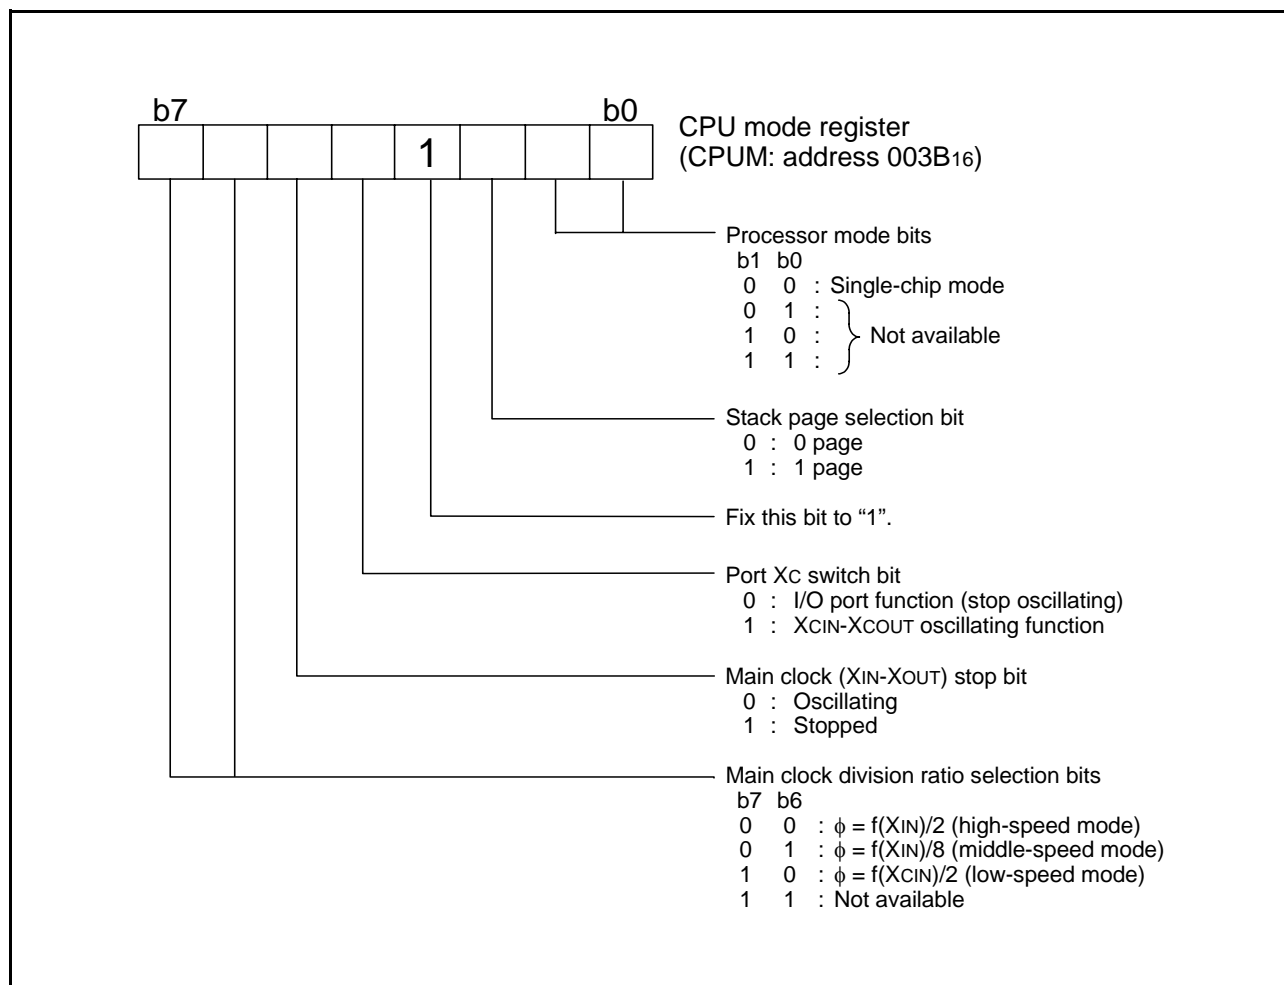 b7 b0
CPU mode register
1
(CPUM: address 003B16)
Processor mode bits
b1 b0
0 0 : Single-chip mode
0 1 :
1 0 : Not available
1 1 :
Stack page selection bit
0 : 0 page
1 : 1 page
Fix this bit to “1”.
Port XC switch bit
0 : I/O port function (stop oscillating)
1 : XCIN-XCOUT oscillating function
Main clock (XIN-XOUT) stop bit
0 : Oscillating
1 : Stopped
Main clock division ratio selection bits
b7 b6
0 0 : ϕ = f(XIN)/2 (high-speed mode)
0 1 : ϕ = f(XIN)/8 (middle-speed mode)
1 0 : ϕ = f(XCIN)/2 (low-speed mode)
1 1 : Not available